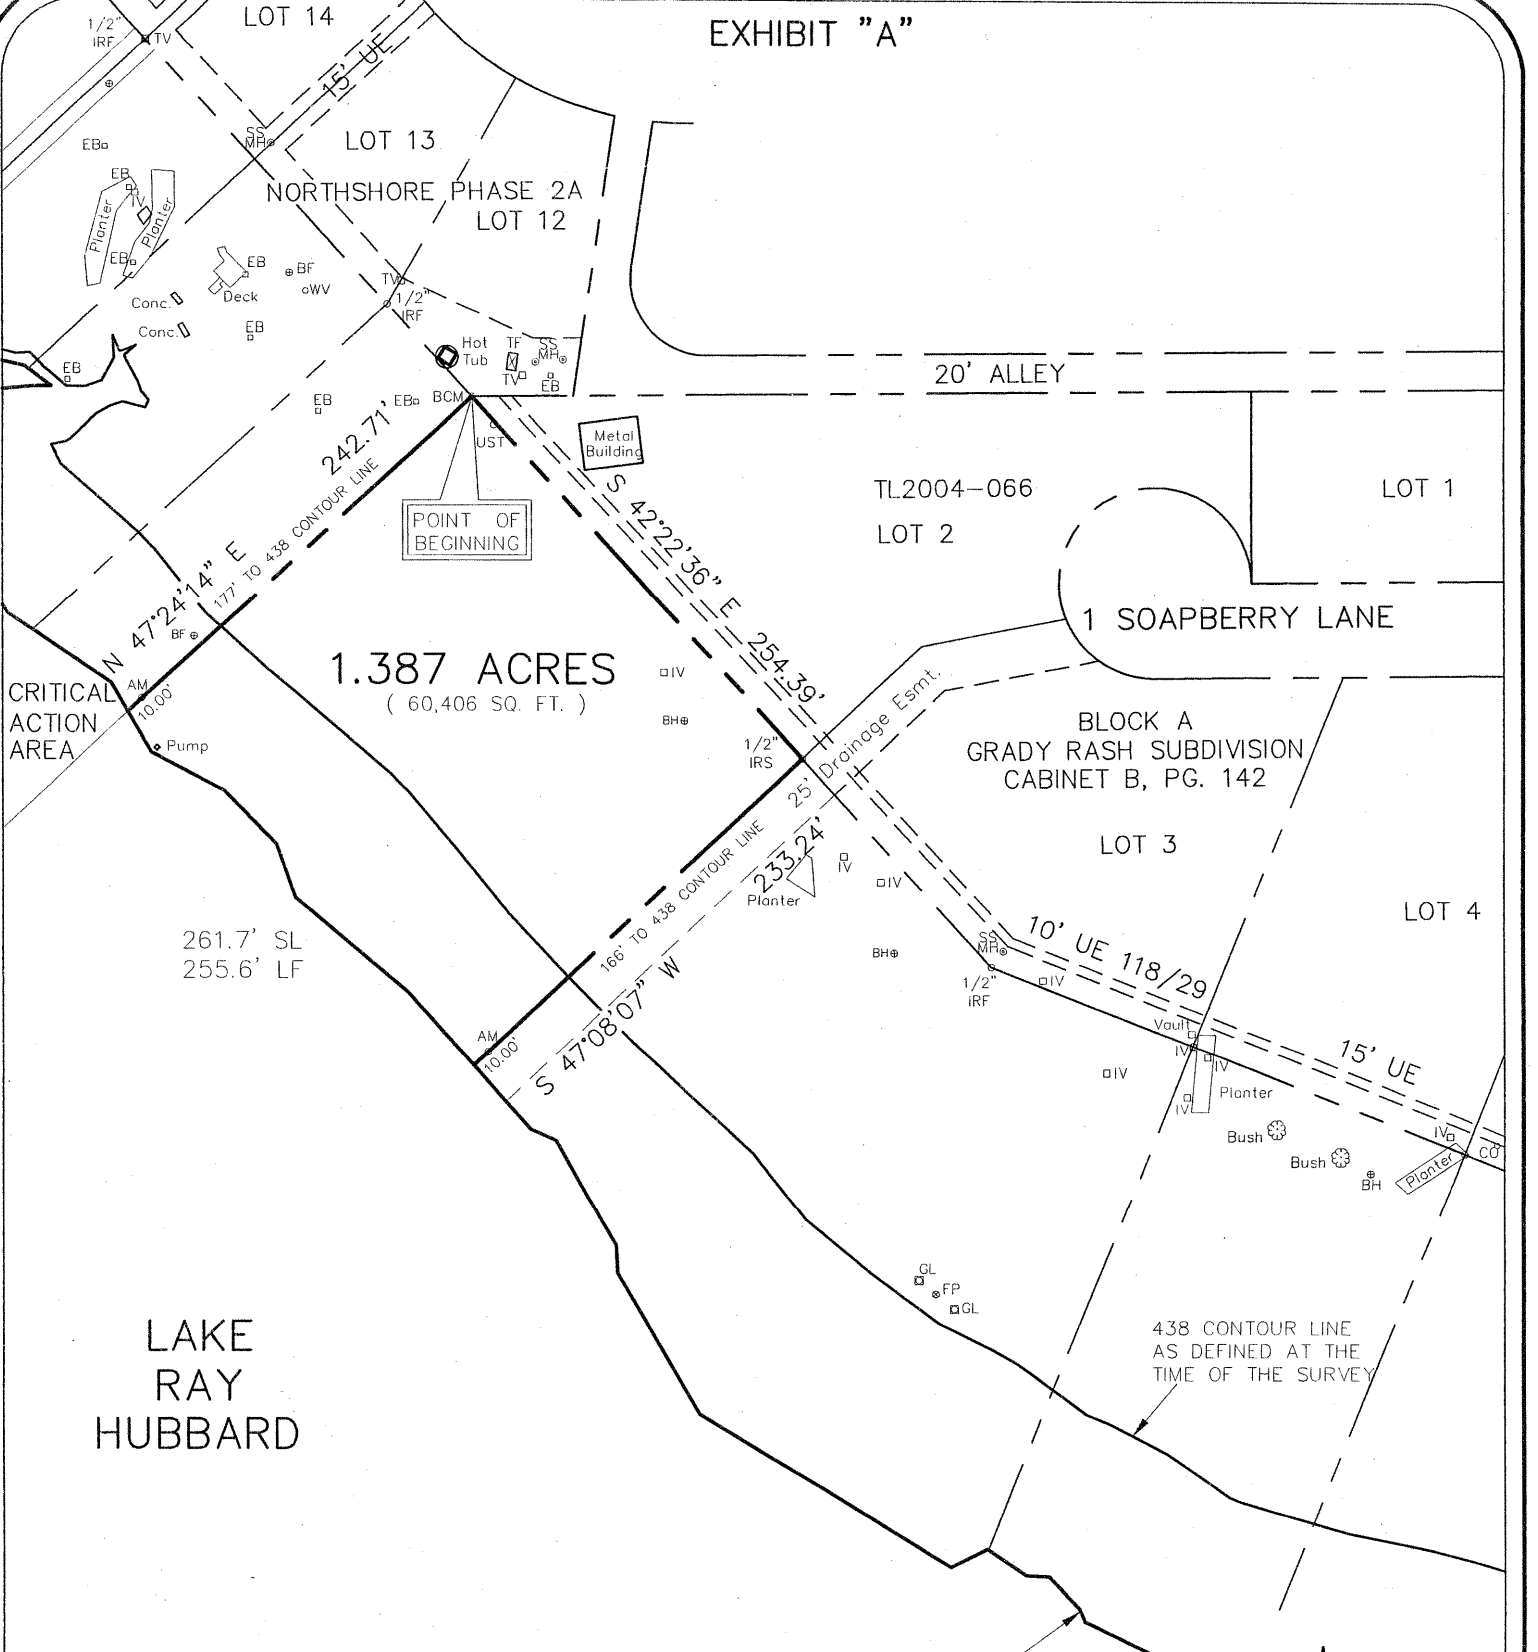 EXHIBIT "A"
LOT 14
1/2"
IRF
TV
15' UE
SS
MH
LOT 13
EB
EB
TV
Planter
Planter
EB
NORTHSHORE PHASE 2A
LOT 12
EB
BF
WV
Deck
Conc.
Conc.
EB
TV
1/2"
IRF
Hot
Tub
TF
SS
MH
TV
EB
EB
EB
EB
BCM
UST
20' ALLEY
Metal
Building
242.71'
N 47°24'14" E
177' TO 438 CONTOUR LINE
POINT OF
BEGINNING
S 42°22'36" E 254.39'
TL2004-066
LOT 2
LOT 1
1 SOAPBERRY LANE
BF
AM
10.00'
CRITICAL
ACTION
AREA
Pump
1.387 ACRES
( 60,406 SQ. FT. )
IV
BH
1/2"
IRS
25' Drainage Esmt.
BLOCK A
GRADY RASH SUBDIVISION
CABINET B, PG. 142
LOT 3
LOT 4
166' TO 438 CONTOUR LINE
S 47°08'07" W
233.24'
Planter
IV
IV
BH
261.7' SL
255.6' LF
AM
10.00'
SS
MH
1/2"
IRF
IV
10' UE 118/29
Vault
IV
IV
IV
IV
Planter
15' UE
Bush
Bush
IV
CO
Planter
BH
GL
FP
GL
438 CONTOUR LINE
AS DEFINED AT THE
TIME OF THE SURVEY
LAKE
RAY
HUBBARD